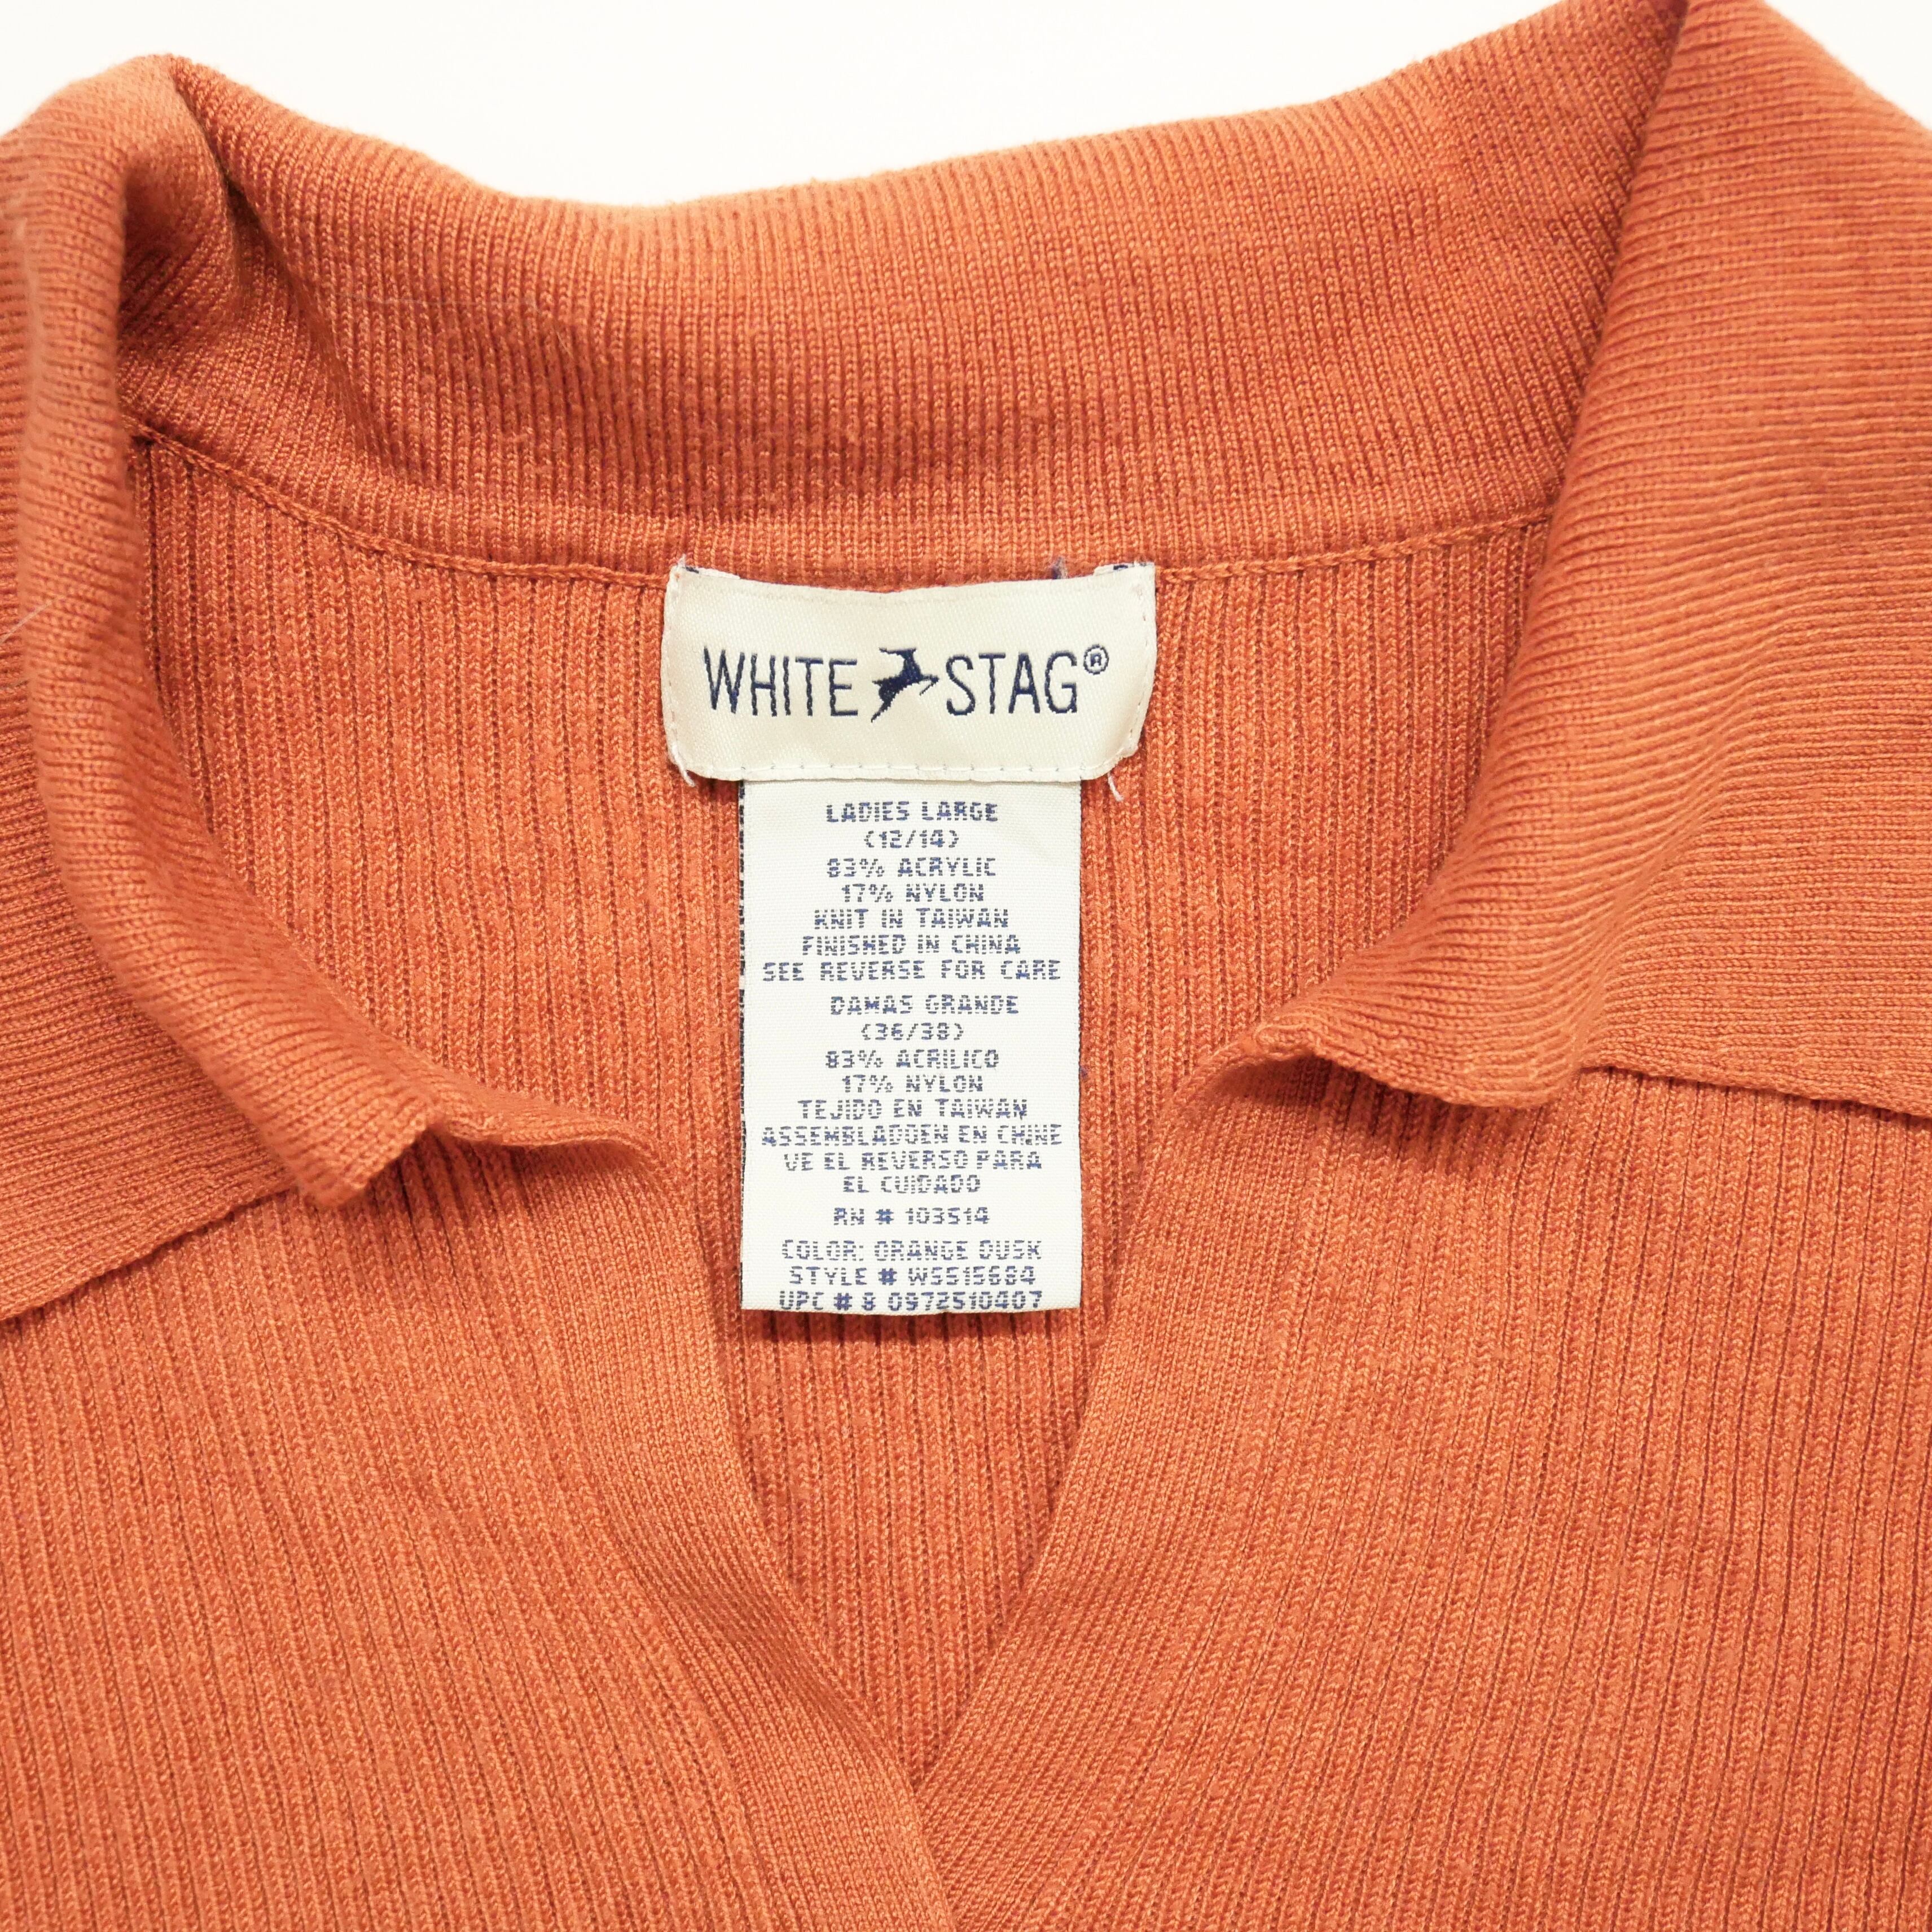 WHITE STAG®
LADIES LARGE
(12/14)
83% ACRYLIC
17% NYLON
KNIT IN TAIWAN
FINISHED IN CHINA
SEE REVERSE FOR CARE
DAMAS GRANDE
(36/38)
83% ACRILICO
17% NYLON
TEJIDO EN TAIWAN
ASSEMBLADOEN EN CHINE
VE EL REVERSO PARA
EL CUIDADO
RN # 103514
COLOR: ORANGE DUSK
STYLE # WS515684
UPC # 8 0972510407